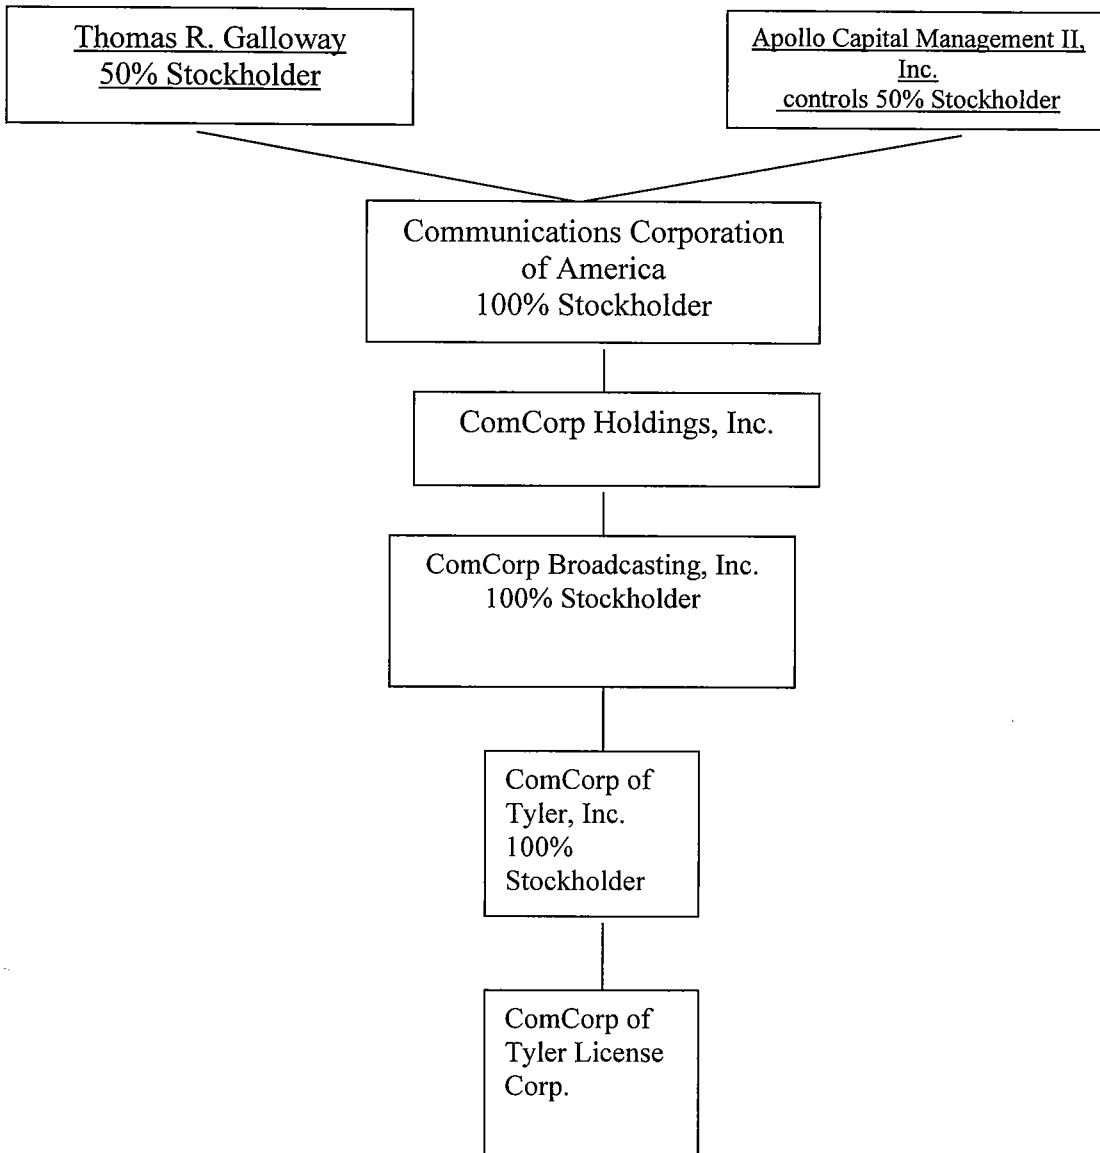 Thomas R. Galloway
50% Stockholder
Apollo Capital Management II,
Inc.
controls 50% Stockholder
Communications Corporation
of America
100% Stockholder
ComCorp Holdings, Inc.
ComCorp Broadcasting, Inc.
100% Stockholder
ComCorp of
Tyler, Inc.
100%
Stockholder
ComCorp of
Tyler License
Corp.